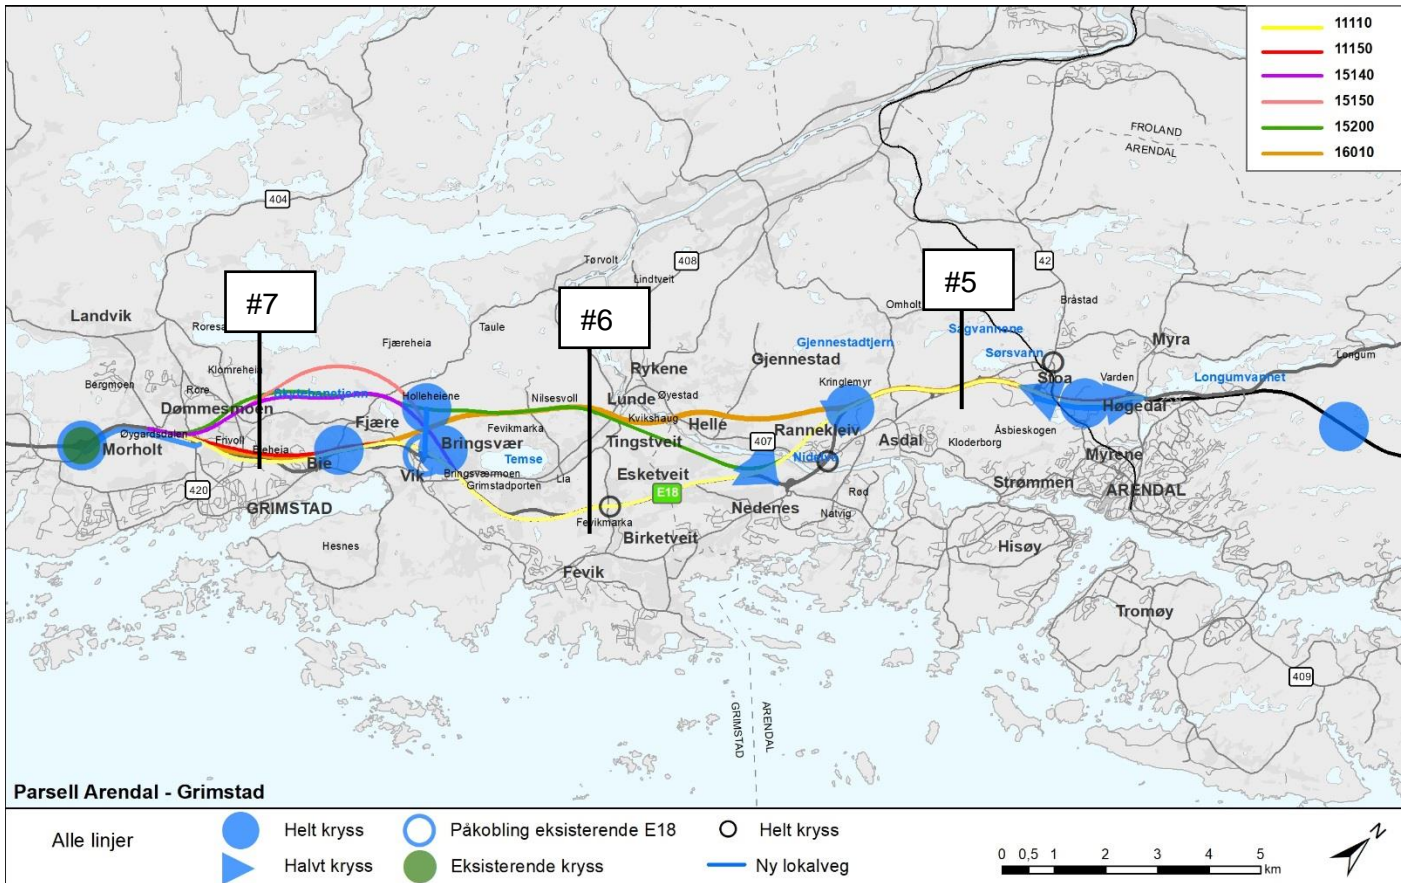 11110
11150
15140
15150
15200
16010
FROLAND
ARENDAL
404
Tørvolt
408
Lindtveit
42
#7
#6
#5
Omholt
Bråstad
Landvik
Roresa
Taule
Fjæreheia
Sagvannene
Gjennestadtjern
Sørsvann
Myra
Longum
Bergmoen
Klomreheia
Rore
Rykene
Gjennestad
Kringlemyr
Stoa
Varden
Longumvannet
Dømmesmoen
Holleheiene
Nilsesvoll
Lunde
Øyestad
Høgedal
Øygardsdalen
Fjære
Kvikshaug
Helle
Rannekleiv
Åsbieskogen
Morholt
Frivoll
Bringsvær
Fevikmarka
Tingstveit
407
Asdal
Kloderborg
Myrene
Bie
Temse
Vik
Bringsværmoen
Grimstadporten
Lia
Esketveit
Strømmen
420
E18
Rød
ARENDAL
GRIMSTAD
Fevikmarka
Nedenes
Natvig
Birketveit
Hesnes
Hisøy
Fevik
Tromøy
409
GRIMSTAD
ARENDAL
Parsell Arendal - Grimstad
Alle linjer
Helt kryss
Påkobling eksisterende E18
Helt kryss
Halvt kryss
Eksisterende kryss
Ny lokalveg
0 0,5 1 2 3 4 5
km
N